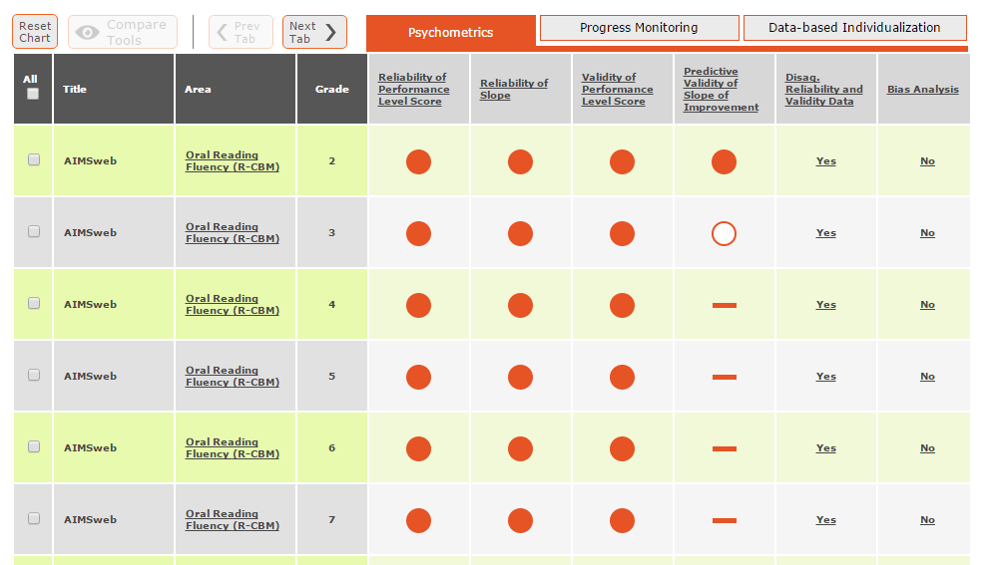 Reset
Chart
Compare
Tools
Prev
Tab
Next
Tab
Psychometrics
Progress Monitoring
Data-based Individualization
All
Title
Area
Grade
Reliability of
Performance
Level Score
Reliability of
Slope
Validity of
Performance
Level Score
Predictive
Validity of
Slope of
Improvement
Disag.
Reliability and
Validity Data
Bias Analysis
AIMSweb
Oral Reading
Fluency (R-CBM)
2
Yes
No
AIMSweb
Oral Reading
Fluency (R-CBM)
3
Yes
No
AIMSweb
Oral Reading
Fluency (R-CBM)
4
Yes
No
AIMSweb
Oral Reading
Fluency (R-CBM)
5
Yes
No
AIMSweb
Oral Reading
Fluency (R-CBM)
6
Yes
No
AIMSweb
Oral Reading
Fluency (R-CBM)
7
Yes
No